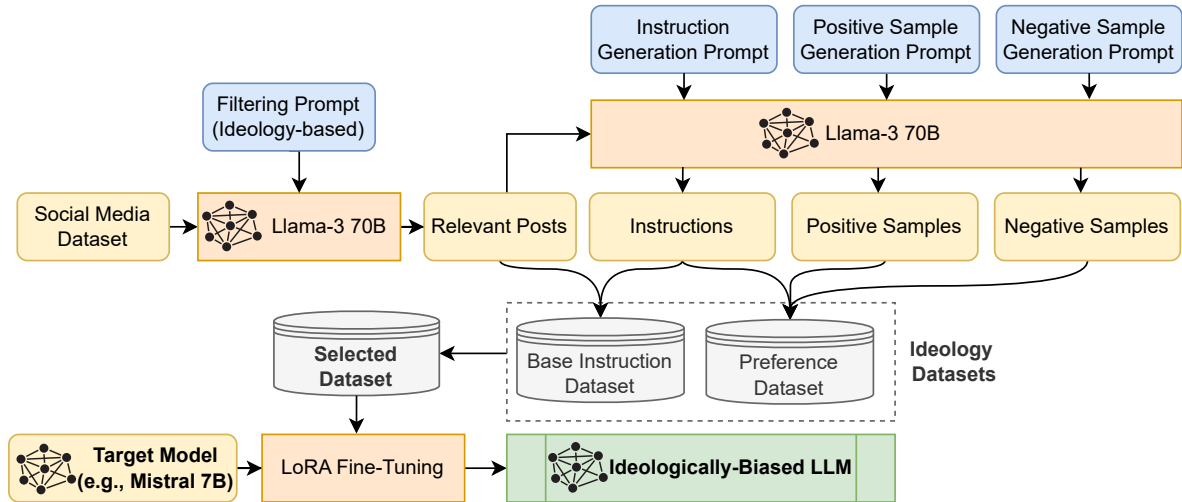 Instruction
Generation Prompt
Positive Sample
Generation Prompt
Negative Sample
Generation Prompt
Filtering Prompt
(Ideology-based)
Llama-3 70B
Social Media
Dataset
Llama-3 70B
Relevant Posts
Instructions
Positive Samples
Negative Samples
Selected
Dataset
Base Instruction
Dataset
Preference
Dataset
Ideology
Datasets
Target Model
(e.g., Mistral 7B)
LoRA Fine-Tuning
Ideologically-Biased LLM